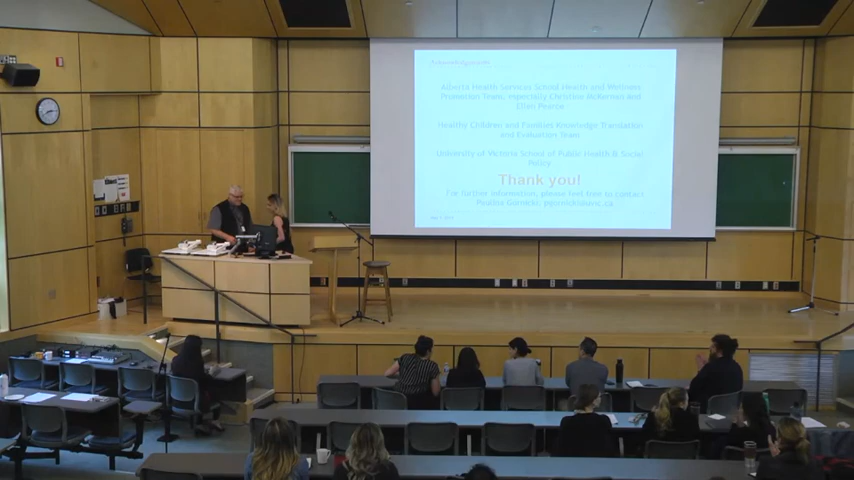 Acknowledgements
Alberta Health Services School Health and Wellness
Promotion Team, especially Christine McKernan and
Ellen Pearce
Healthy Children and Families Knowledge Translation
and Evaluation Team
University of Victoria School of Public Health & Social
Policy
Thank you!
For further information, please feel free to contact
Paulina